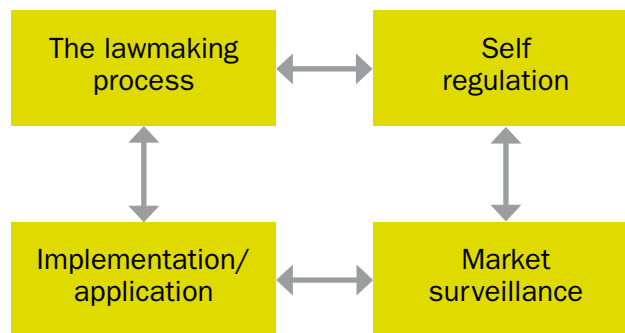 The lawmaking
process
Self
regulation
Implementation/
application
Market
surveillance